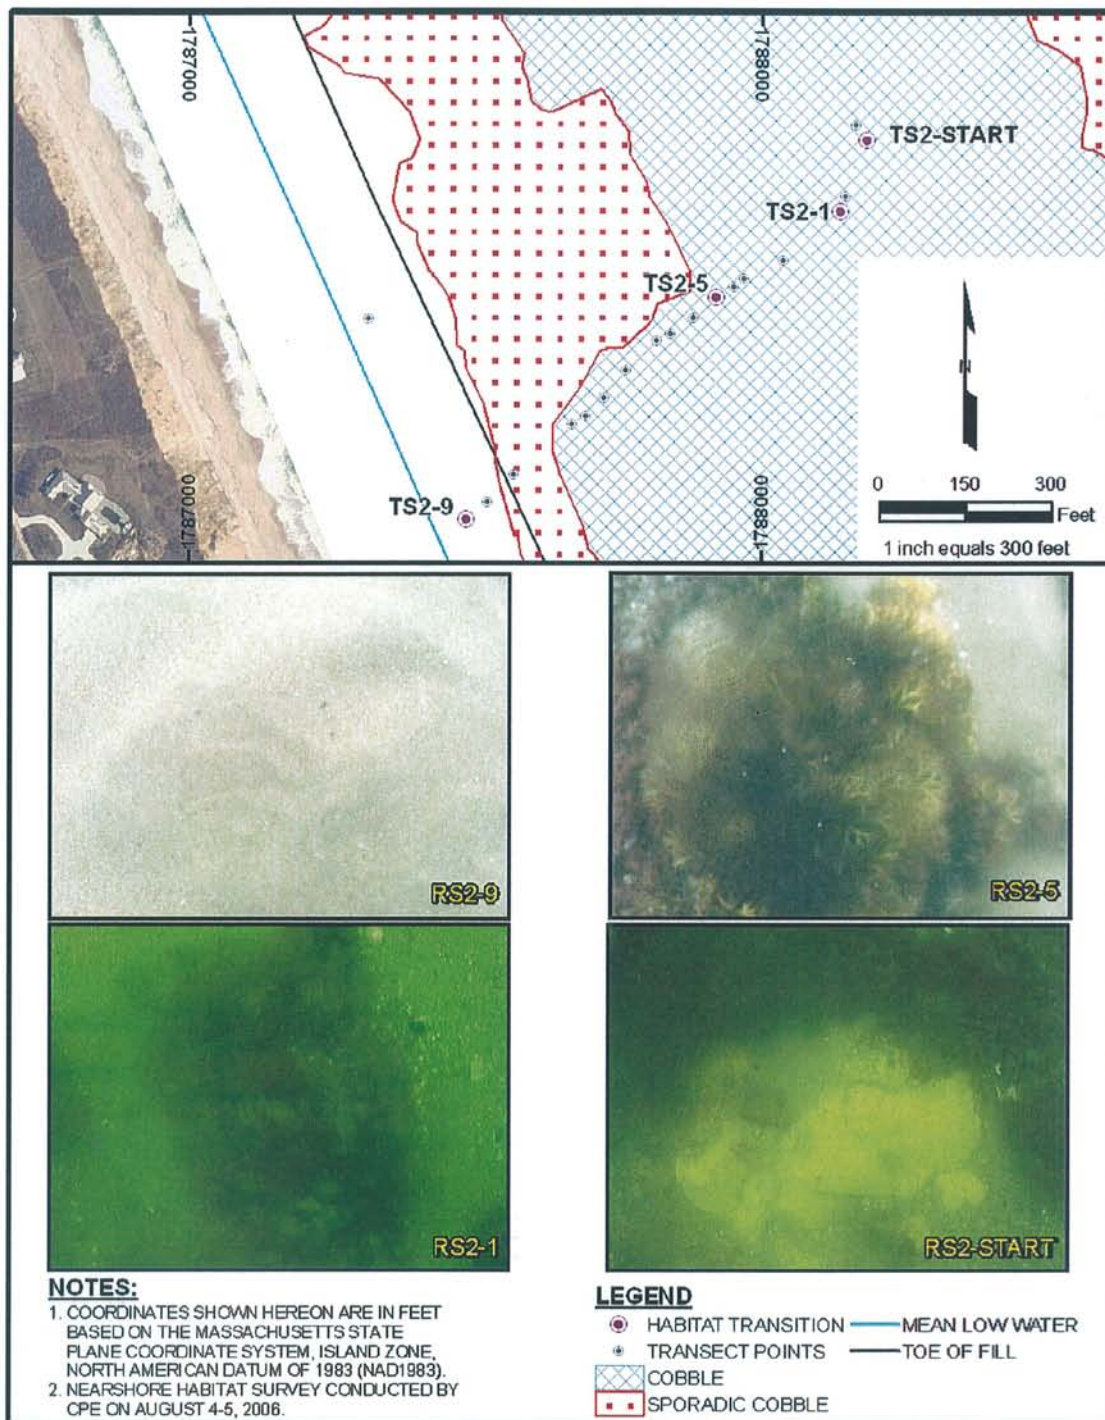 1787000
1788000
TS2-START
TS2-1
TS2-5
N
TS2-9
0 150 300
Feet
1 inch equals 300 feet
1787000
1788000
RS2-9
RS2-5
RS2-1
RS2-START
NOTES:
1. COORDINATES SHOWN HEREON ARE IN FEET
BASED ON THE MASSACHUSETTS STATE
PLANE COORDINATE SYSTEM, ISLAND ZONE,
NORTH AMERICAN DATUM OF 1983 (NAD1983).
2. NEARSHORE HABITAT SURVEY CONDUCTED BY
CPE ON AUGUST 4-5, 2006.
LEGEND
HABITAT TRANSITION
MEAN LOW WATER
TRANSECT POINTS
TOE OF FILL
COBBLE
SPORADIC COBBLE